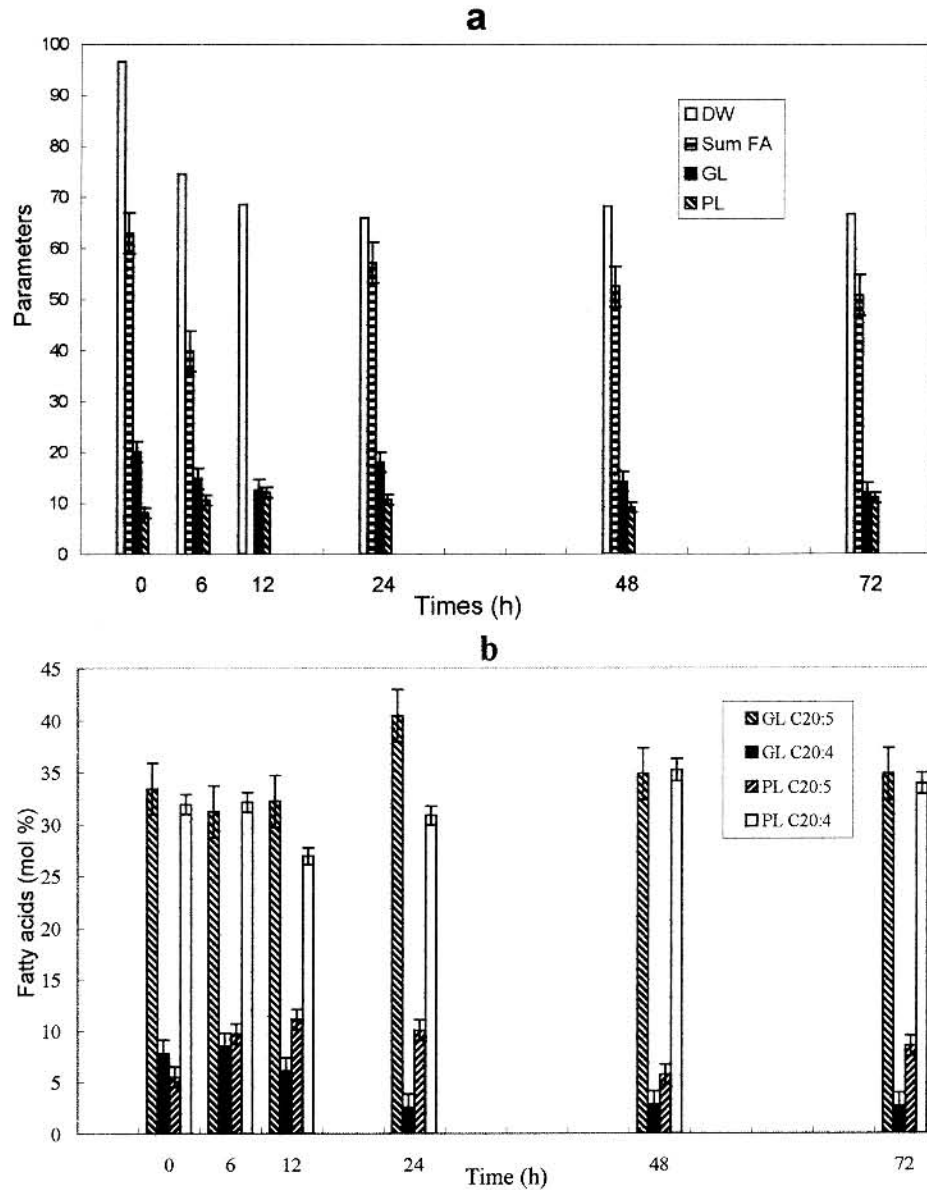 a
100
90
80
70
60
50
40
30
20
10
0
Parameters
DW
Sum FA
GL
PL
0 6 12 24 48 72
Times (h)
b
45
40
35
30
25
20
15
10
5
0
Fatty acids (mol %)
GL C20:5
GL C20:4
PL C20:5
PL C20:4
0 6 12 24 48 72
Time (h)